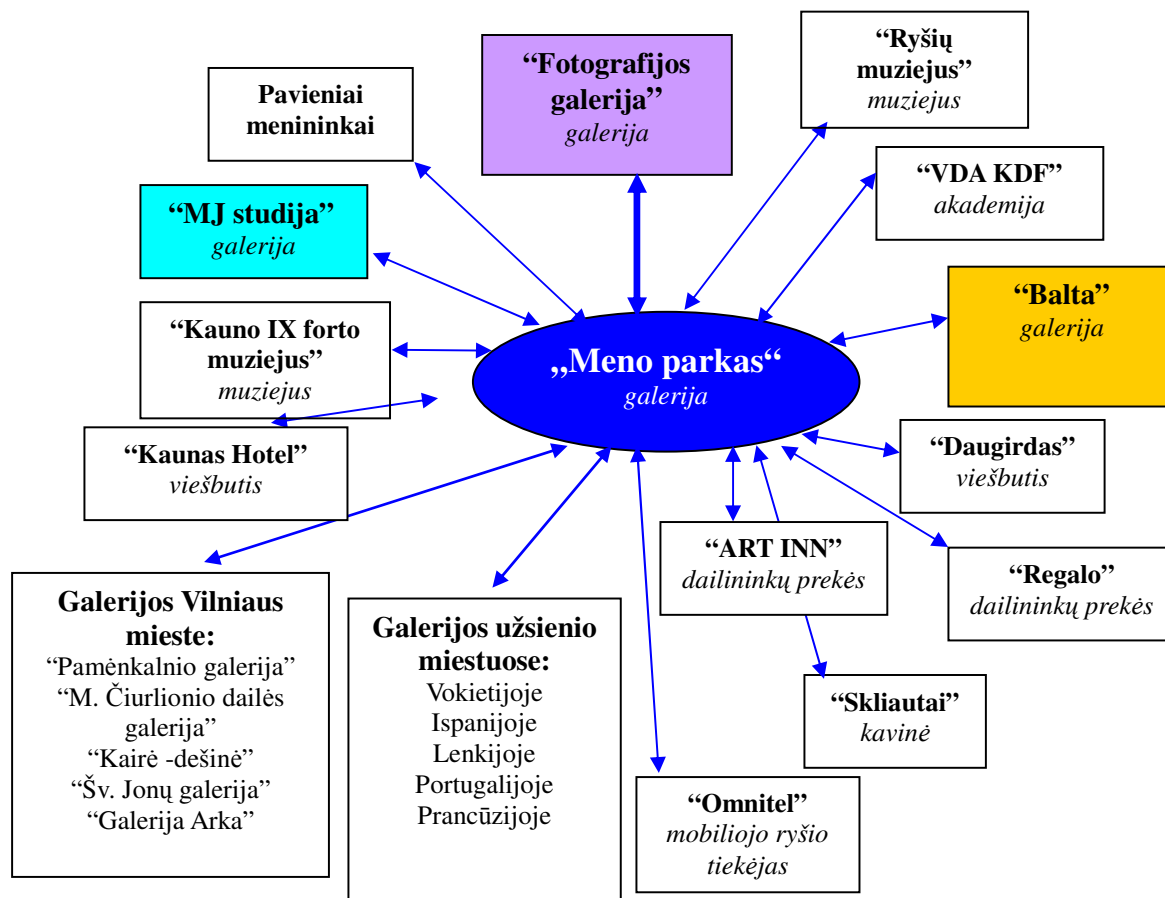 “Ryšių
muziejus”
muziejus
“Fotografijos
galerija”
galerija
Pavieniai
menininkai
“VDA KDF”
akademija
“MJ studija”
galerija
“Balta”
galerija
“Kauno IX forto
muziejus”
muziejus
„Meno parkas“
galerija
“Kaunas Hotel”
viešbutis
“Daugirdas”
viešbutis
“ART INN”
dailininkų prekės
“Regalo”
dailininkų prekės
Galerijos Vilniaus
mieste:
“Pamėnkalnio galerija”
“M. Čiurlionio dailės
galerija”
“Kairė -dešinė”
“Šv. Jonų galerija”
“Galerija Arka”
Galerijos užsienio
miestuose:
Vokietijoje
Ispanijoje
Lenkijoje
Portugalijoje
Prancūzijoje
“Skliautai”
kavinė
“Omnitel”
mobiliojo ryšio
tiekėjas